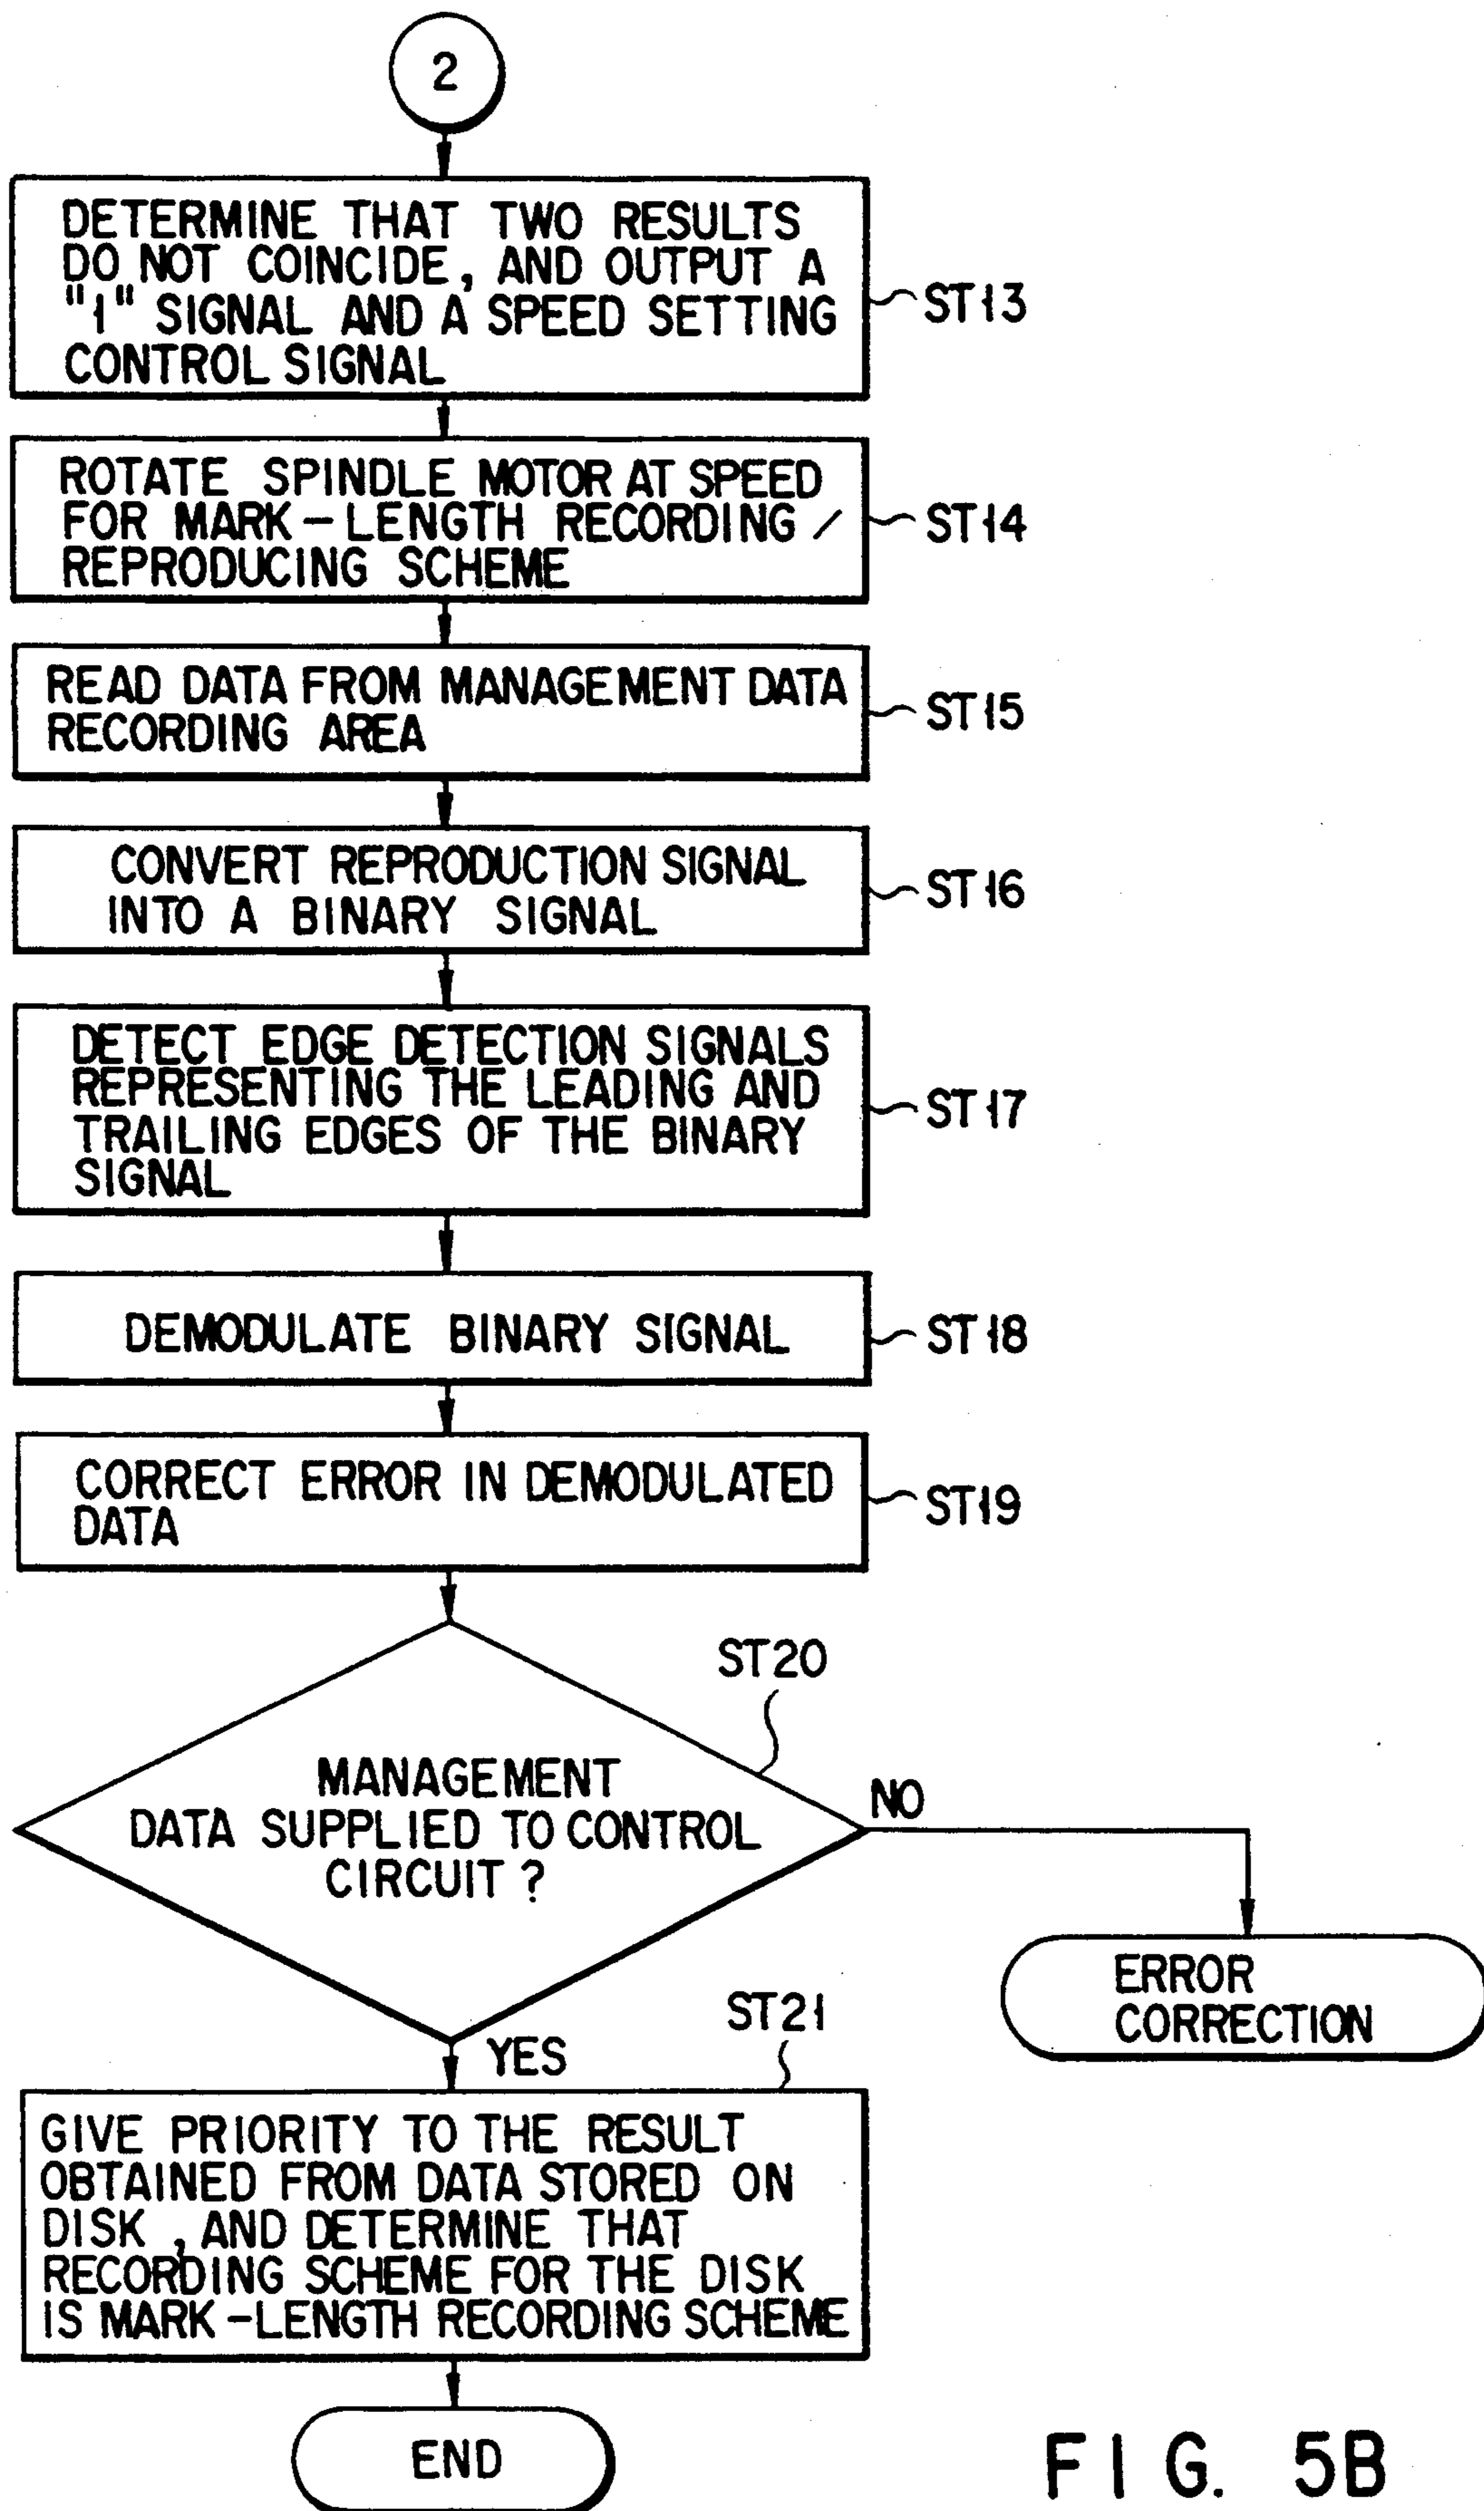 2
DETERMINE THAT TWO RESULTS
DO NOT COINCIDE, AND OUTPUT A
"1" SIGNAL AND A SPEED SETTING
CONTROL SIGNAL
ST13
ROTATE SPINDLE MOTOR AT SPEED
FOR MARK-LENGTH RECORDING/
REPRODUCING SCHEME
ST14
READ DATA FROM MANAGEMENT DATA
RECORDING AREA
ST15
CONVERT REPRODUCTION SIGNAL
INTO A BINARY SIGNAL
ST16
DETECT EDGE DETECTION SIGNALS
REPRESENTING THE LEADING AND
TRAILING EDGES OF THE BINARY
SIGNAL
ST17
DEMODULATE BINARY SIGNAL
ST18
CORRECT ERROR IN DEMODULATED
DATA
ST19
ST20
MANAGEMENT
DATA SUPPLIED TO CONTROL
CIRCUIT ?
NO
ERROR
CORRECTION
YES
ST21
GIVE PRIORITY TO THE RESULT
OBTAINED FROM DATA STORED ON
DISK, AND DETERMINE THAT
RECORDING SCHEME FOR THE DISK
IS MARK-LENGTH RECORDING SCHEME
END
FIG. 5B